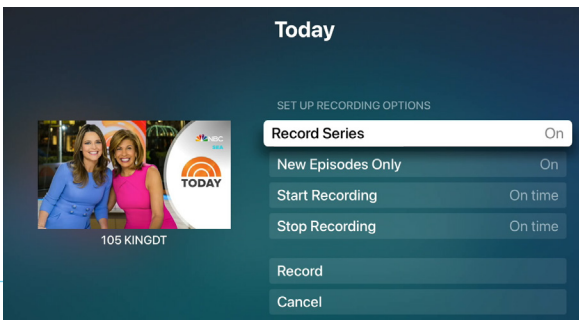 Today
SET UP RECORDING OPTIONS
Record Series On
New Episodes Only On
Start Recording On time
Stop Recording On time
Record
Cancel
NBC
TODAY
105 KINGDT